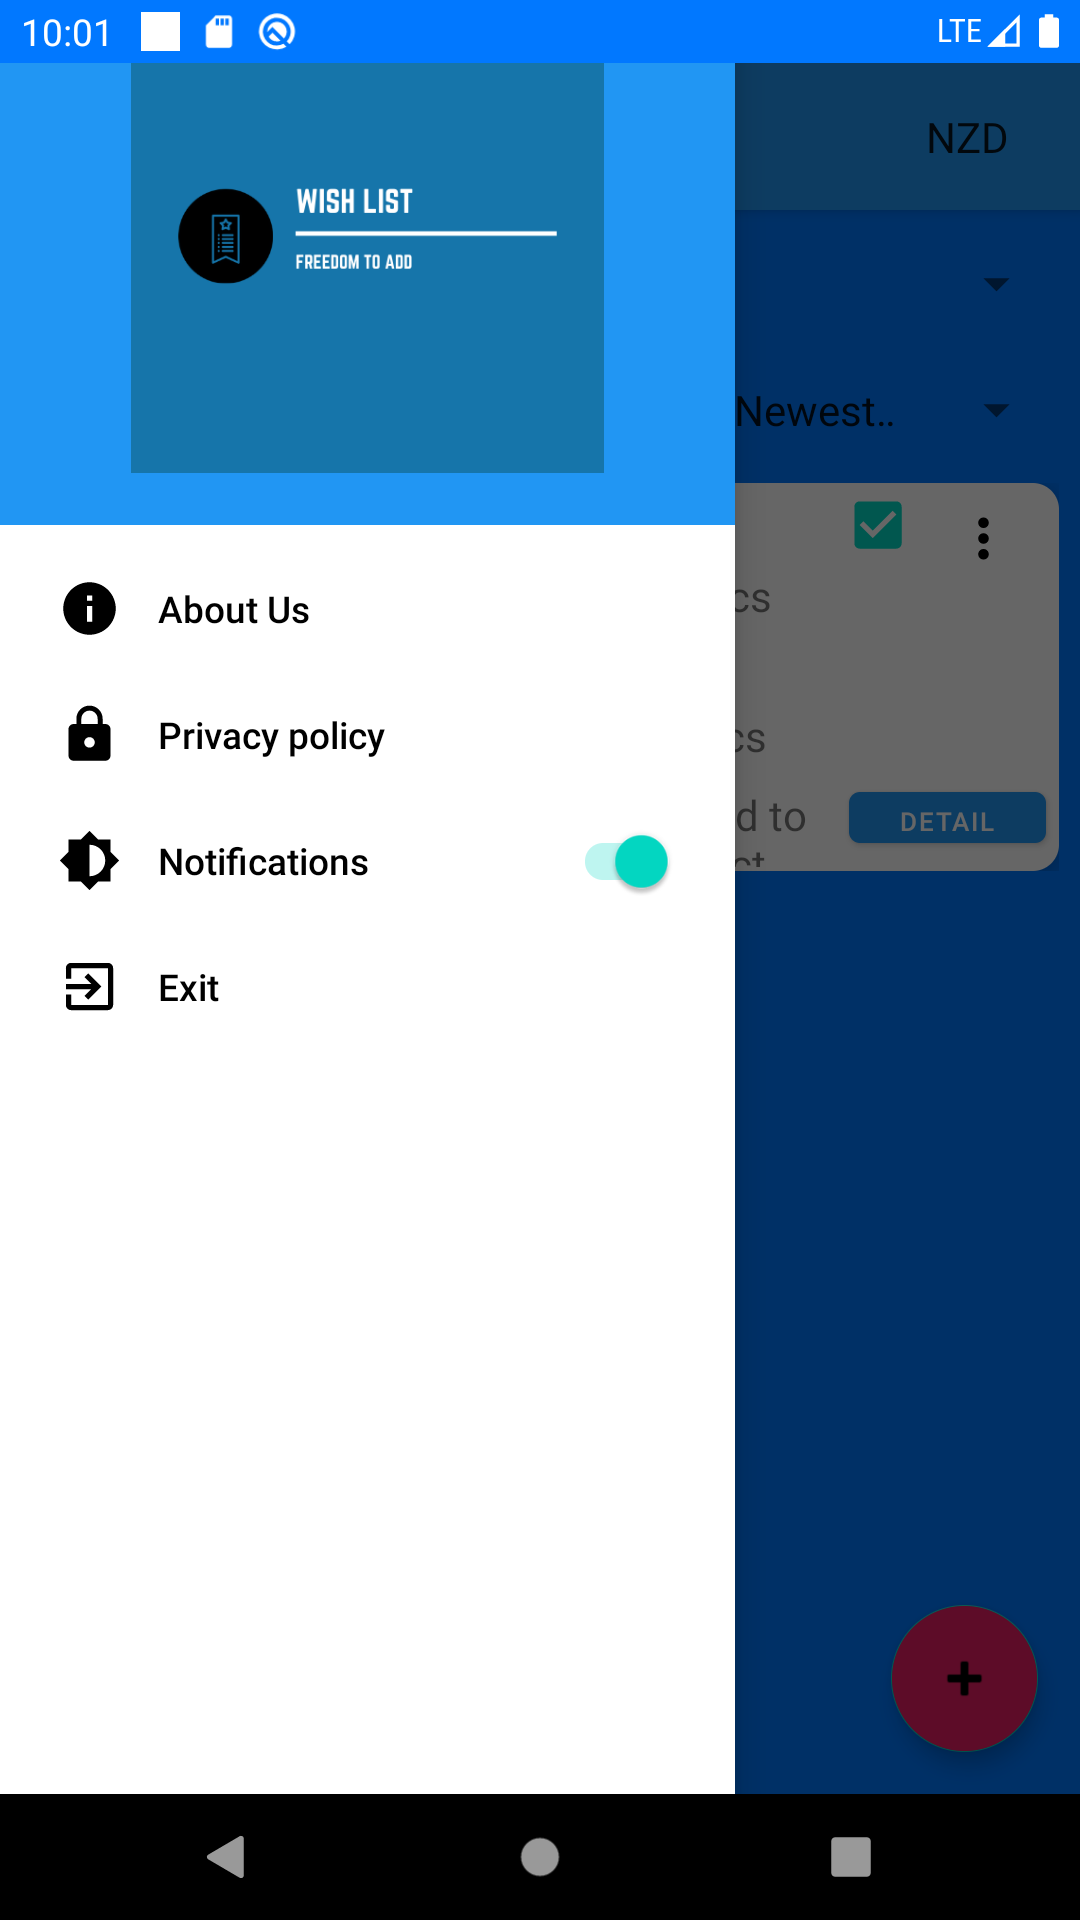 10:01
LTE
NZD
WISH LIST
FREEDOM TO ADD
Newest..
cs
cs
d to
DETAIL
About Us
Privacy policy
Notifications
Exit